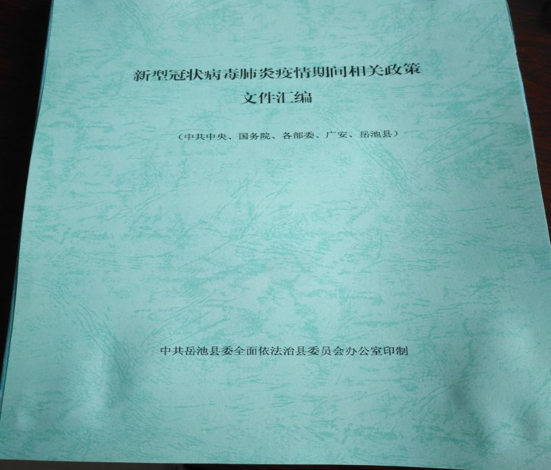 新型冠状病毒肺炎疫情期间相关政策
文件汇编
（中共中央、国务院、各部委、广安、岳池县）
中共岳池县委全面依法治县委员会办公室印制